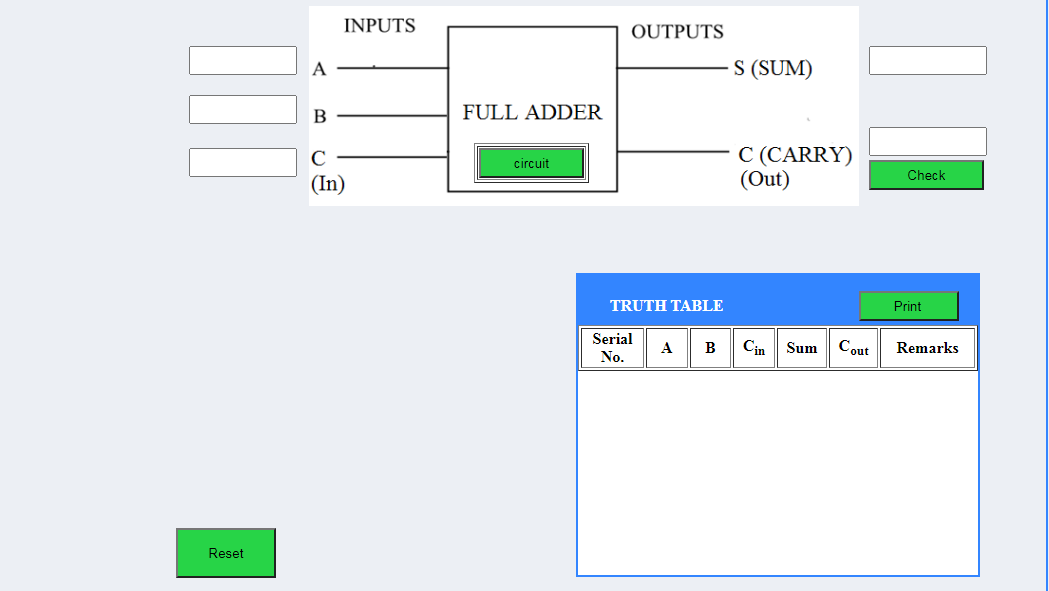 INPUTS
OUTPUTS
A
S (SUM)
B
FULL ADDER
C
(In)
circuit
C (CARRY)
(Out)
Check
TRUTH TABLE
Print
Serial No.
A
B
Cin
Sum
Cout
Remarks
Reset